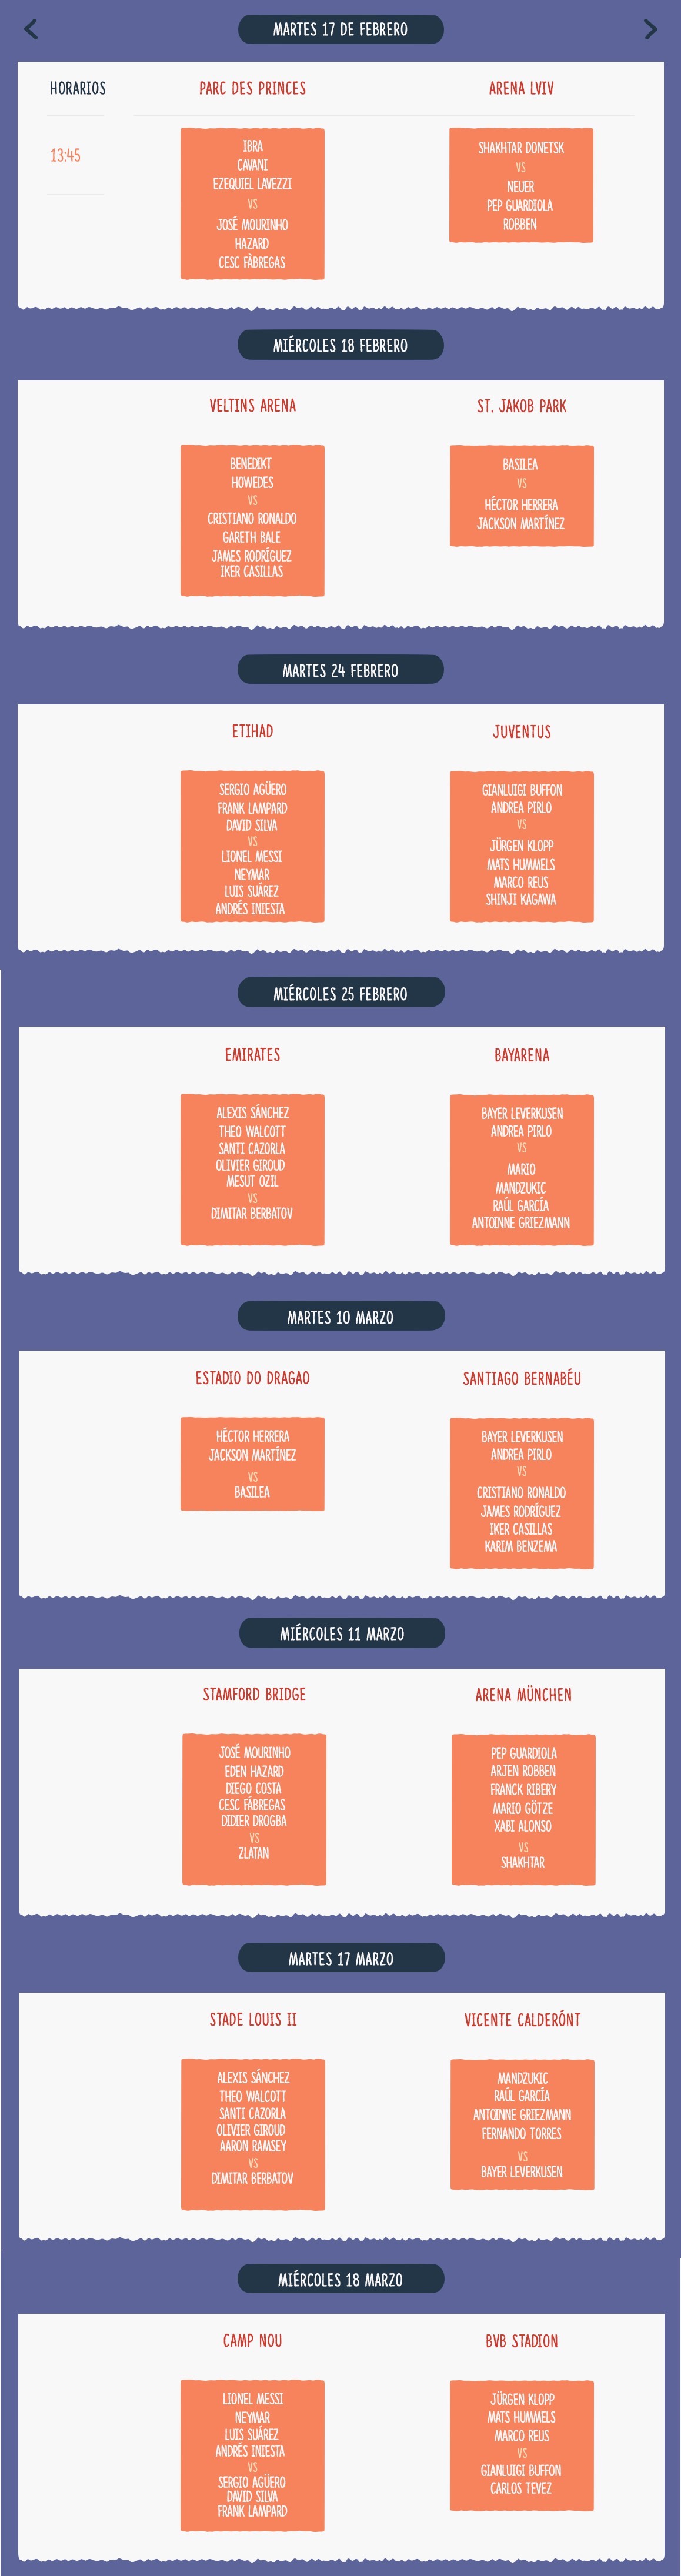 MARTES 17 DE FEBRERO
HORARIOS
PARC DES PRINCES
ARENA LVIV
13:45
IBRA
CAVANI
EZEQUIEL LAVEZZI
VS
JOSÉ MOURINHO
HAZARD
CESC FÀBREGAS
SHAKHTAR DONETSK
VS
NEUER
PEP GUARDIOLA
ROBBEN
MIÉRCOLES 18 FEBRERO
VELTINS ARENA
ST. JAKOB PARK
BENEDIKT
HOWEDES
VS
CRISTIANO RONALDO
GARETH BALE
JAMES RODRÍGUEZ
IKER CASILLAS
BASILEA
VS
HÉCTOR HERRERA
JACKSON MARTÍNEZ
MARTES 24 FEBRERO
ETIHAD
JUVENTUS
SERGIO AGÜERO
FRANK LAMPARD
DAVID SILVA
VS
LIONEL MESSI
NEYMAR
LUIS SUÁREZ
ANDRÉS INIESTA
GIANLUIGI BUFFON
ANDREA PIRLO
VS
JÜRGEN KLOPP
MATS HUMMELS
MARCO REUS
SHINJI KAGAWA
MIÉRCOLES 25 FEBRERO
EMIRATES
BAYARENA
ALEXIS SÁNCHEZ
THEO WALCOTT
SANTI CAZORLA
OLIVIER GIROUD
MESUT OZIL
VS
DIMITAR BERBATOV
BAYER LEVERKUSEN
ANDREA PIRLO
VS
MARIO
MANDZUKIC
RAÚL GARCÍA
ANTOINNE GRIEZMANN
MARTES 10 MARZO
ESTADIO DO DRAGAO
SANTIAGO BERNABÉU
HÉCTOR HERRERA
JACKSON MARTÍNEZ
VS
BASILEA
BAYER LEVERKUSEN
ANDREA PIRLO
VS
CRISTIANO RONALDO
JAMES RODRÍGUEZ
IKER CASILLAS
KARIM BENZEMA
MIÉRCOLES 11 MARZO
STAMFORD BRIDGE
ARENA MÜNCHEN
JOSÉ MOURINHO
EDEN HAZARD
DIEGO COSTA
CESC FÁBREGAS
DIDIER DROGBA
VS
ZLATAN
PEP GUARDIOLA
ARJEN ROBBEN
FRANCK RIBERY
MARIO GÖTZE
XABI ALONSO
VS
SHAKHTAR
MARTES 17 MARZO
STADE LOUIS II
VICENTE CALDERÓNT
ALEXIS SÁNCHEZ
THEO WALCOTT
SANTI CAZORLA
OLIVIER GIROUD
AARON RAMSEY
VS
DIMITAR BERBATOV
MANDZUKIC
RAÚL GARCÍA
ANTOINNE GRIEZMANN
FERNANDO TORRES
VS
BAYER LEVERKUSEN
MIÉRCOLES 18 MARZO
CAMP NOU
BVB STADION
LIONEL MESSI
NEYMAR
LUIS SUÁREZ
ANDRÉS INIESTA
VS
SERGIO AGÜERO
DAVID SILVA
FRANK LAMPARD
JÜRGEN KLOPP
MATS HUMMELS
MARCO REUS
VS
GIANLUIGI BUFFON
CARLOS TEVEZ